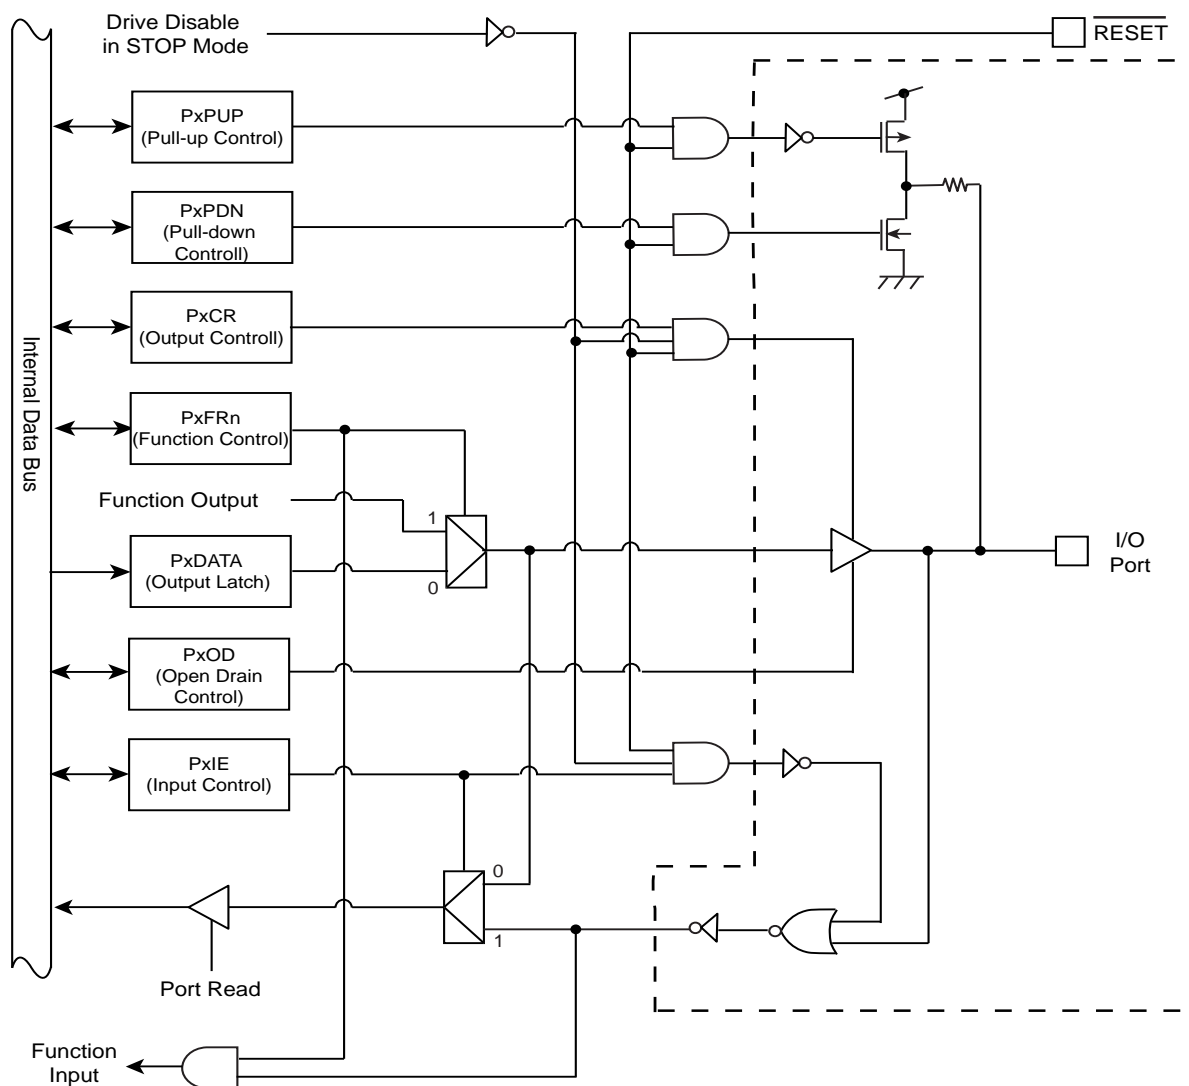 Drive Disable
in STOP Mode
RESET
PxPUP
(Pull-up Control)
PxPDN
(Pull-down
Controll)
PxCR
(Output Controll)
Internal Data Bus
PxFRn
(Function Control)
Function Output
1
0
PxDATA
(Output Latch)
I/O
Port
PxOD
(Open Drain
Control)
PxIE
(Input Control)
0
1
Port Read
Function
Input